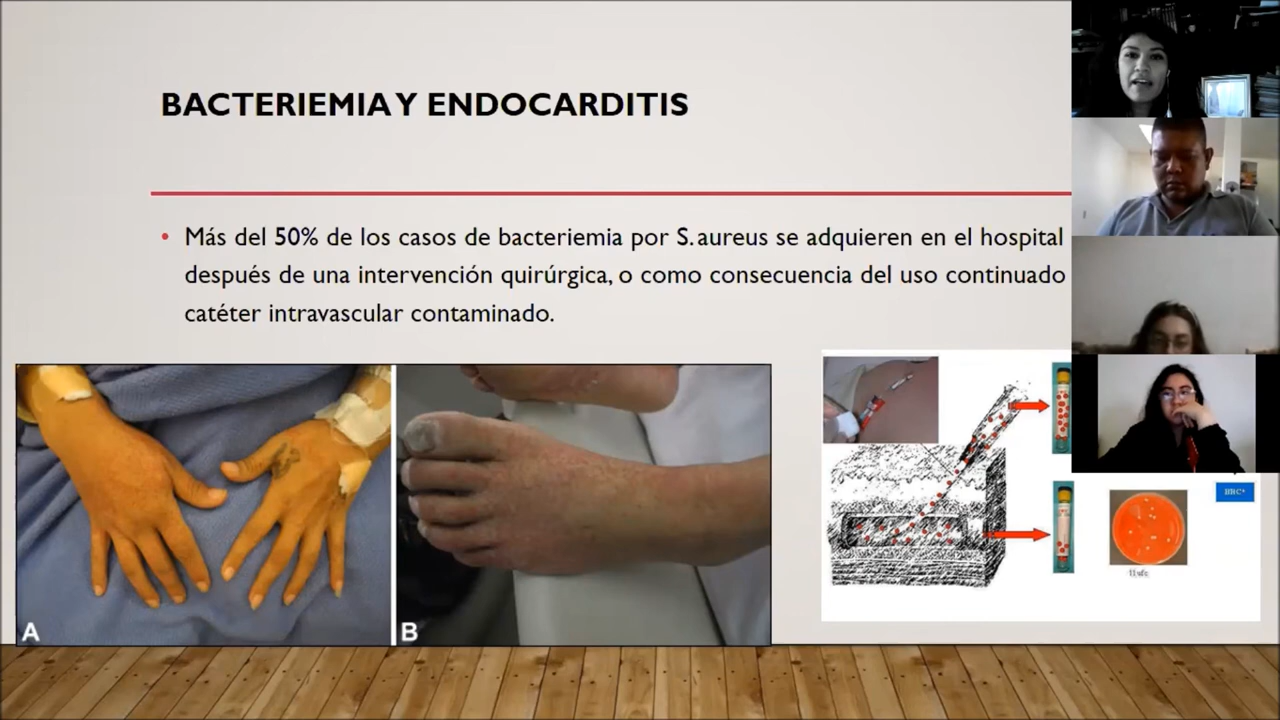 BACTERIEMIA Y ENDOCARDITIS
• Más del 50% de los casos de bacteriemia por S. aureus se adquieren en el hospital
después de una intervención quirúrgica, o como consecuencia del uso continuado
catéter intravascular contaminado.
A
B